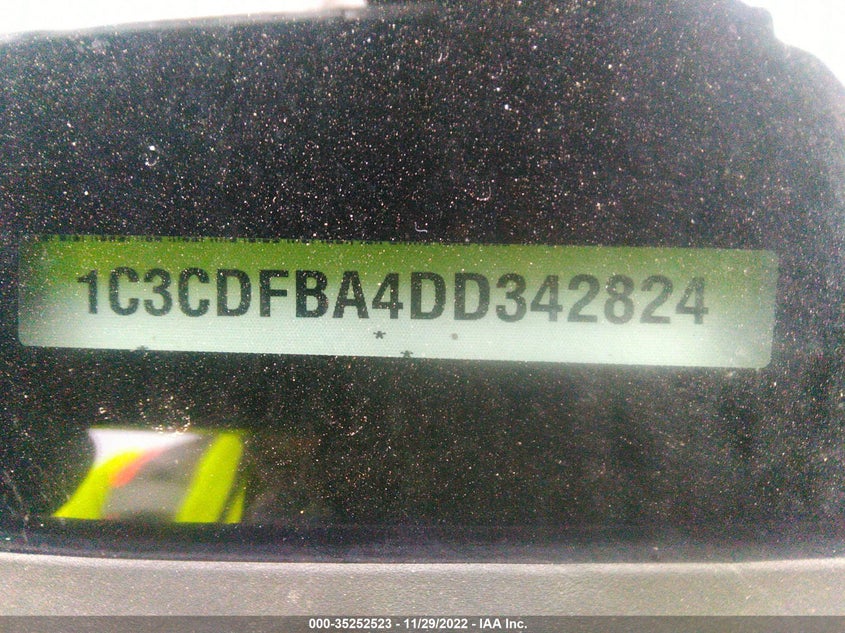 1C3CDFBA4DD342824
000-35252523 - 11/29/2022 - IAA Inc.